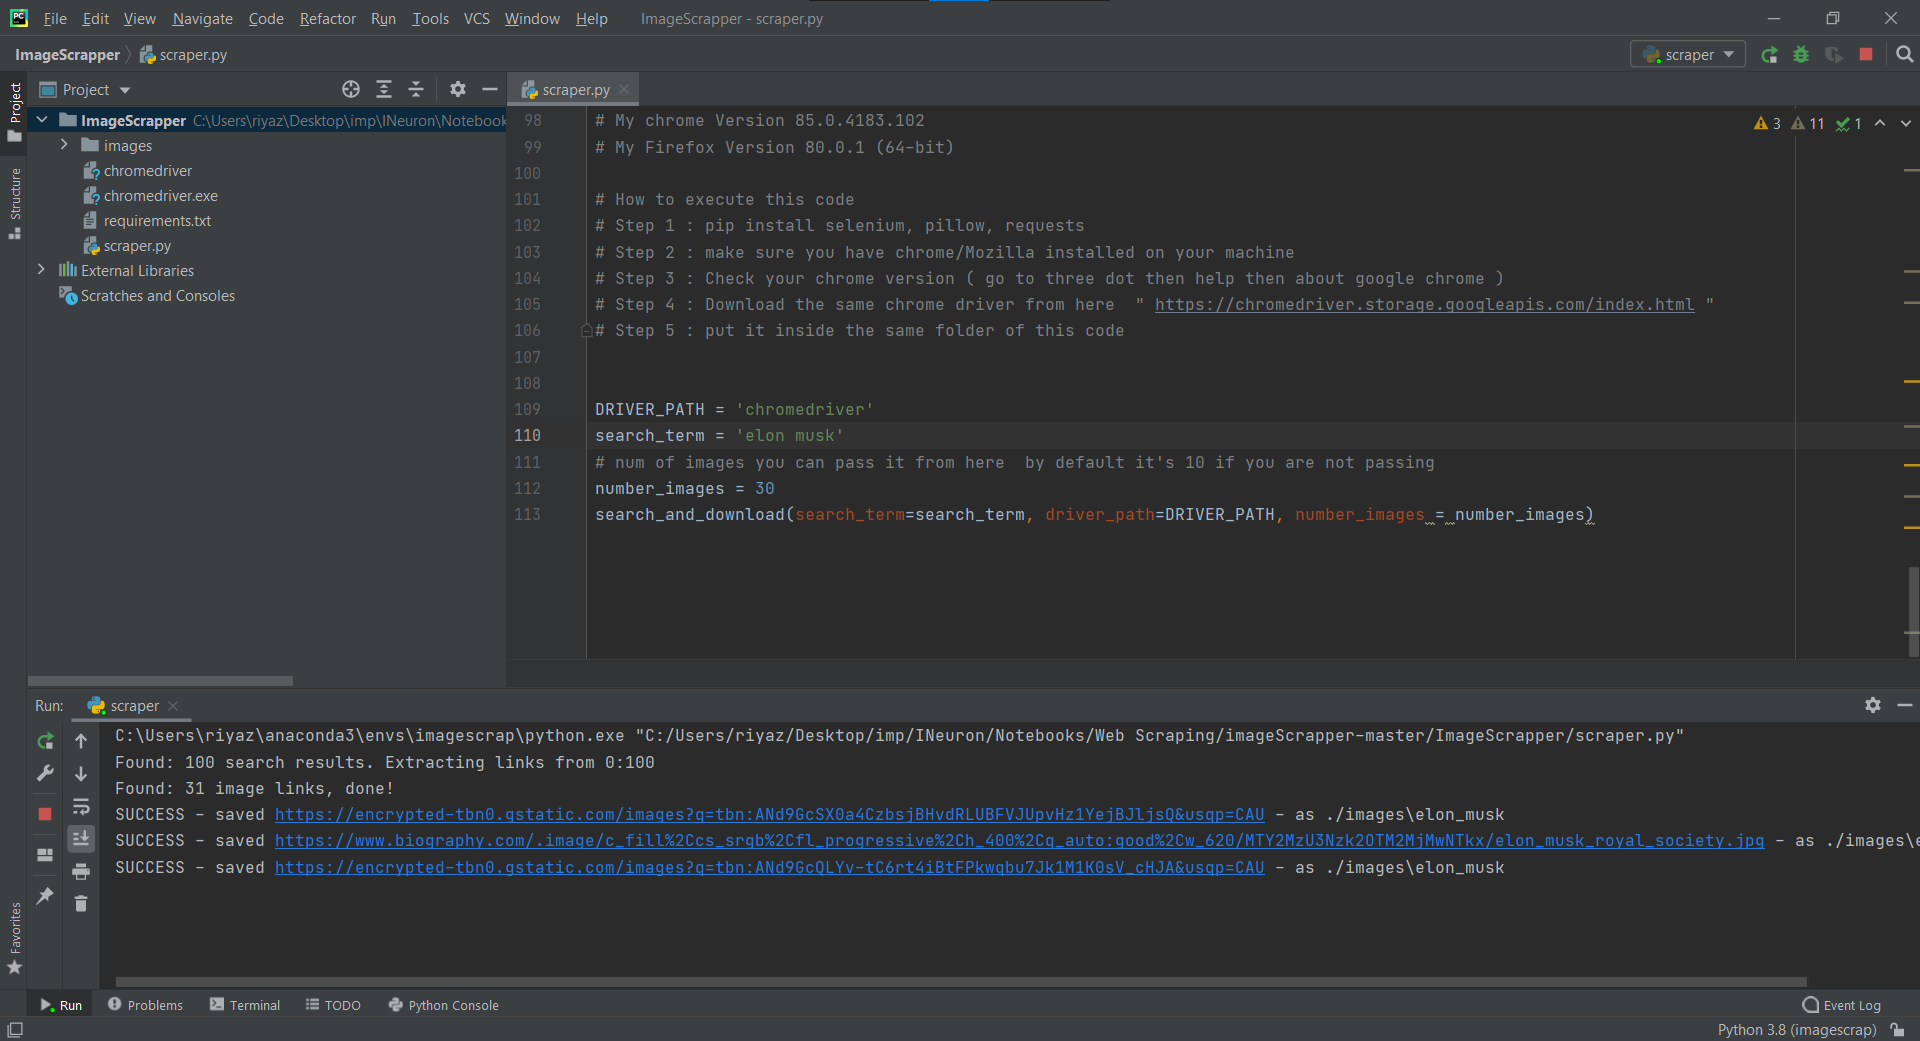 PC File Edit View Navigate Code Refactor Run Tools VCS Window Help ImageScrapper - scraper.py
ImageScrapper scraper.py scraper
Project
Project
Structure
ImageScrapper C:\Users\riyaz\Desktop\imp\INeuron\Notebook
images
chromedriver
chromedriver.exe
requirements.txt
scraper.py
External Libraries
Scratches and Consoles
scraper.py
3 11 1
98 # My chrome Version 85.0.4183.102
99 # My Firefox Version 80.0.1 (64-bit)
100
101 # How to execute this code
102 # Step 1 : pip install selenium, pillow, requests
103 # Step 2 : make sure you have chrome/Mozilla installed on your machine
104 # Step 3 : Check your chrome version ( go to three dot then help then about google chrome )
105 # Step 4 : Download the same chrome driver from here  " https://chromedriver.storage.googleapis.com/index.html "
106 # Step 5 : put it inside the same folder of this code
107
108
109 DRIVER_PATH = 'chromedriver'
110 search_term = 'elon musk'
111 # num of images you can pass it from here  by default it's 10 if you are not passing
112 number_images = 30
113 search_and_download(search_term=search_term, driver_path=DRIVER_PATH, number_images = number_images)
Run: scraper
C:\Users\riyaz\anaconda3\envs\imagescrap\python.exe "C:/Users/riyaz/Desktop/imp/INeuron/Notebooks/Web Scraping/imageScrapper-master/ImageScrapper/scraper.py"
Found: 100 search results. Extracting links from 0:100
Found: 31 image links, done!
SUCCESS - saved https://encrypted-tbn0.gstatic.com/images?q=tbn:ANd9GcSX0a4CzbsjBHvdRLUBFVJUpvHz1YejBJljsQ&usqp=CAU - as ./images\elon_musk
SUCCESS - saved https://www.biography.com/.image/c_fill%2Ccs_srgb%2Cfl_progressive%2Ch_400%2Cq_auto:good%2Cw_620/MTY2MzU3Nzk2OTM2MjMwNTkx/elon_musk_royal_society.jpg - as ./images\e
SUCCESS - saved https://encrypted-tbn0.gstatic.com/images?q=tbn:ANd9GcQLYv-tC6rt4iBtFPkwqbu7Jk1M1K0sV_cHJA&usqp=CAU - as ./images\elon_musk
Favorites
Run Problems Terminal TODO Python Console Event Log
Python 3.8 (imagescrap)